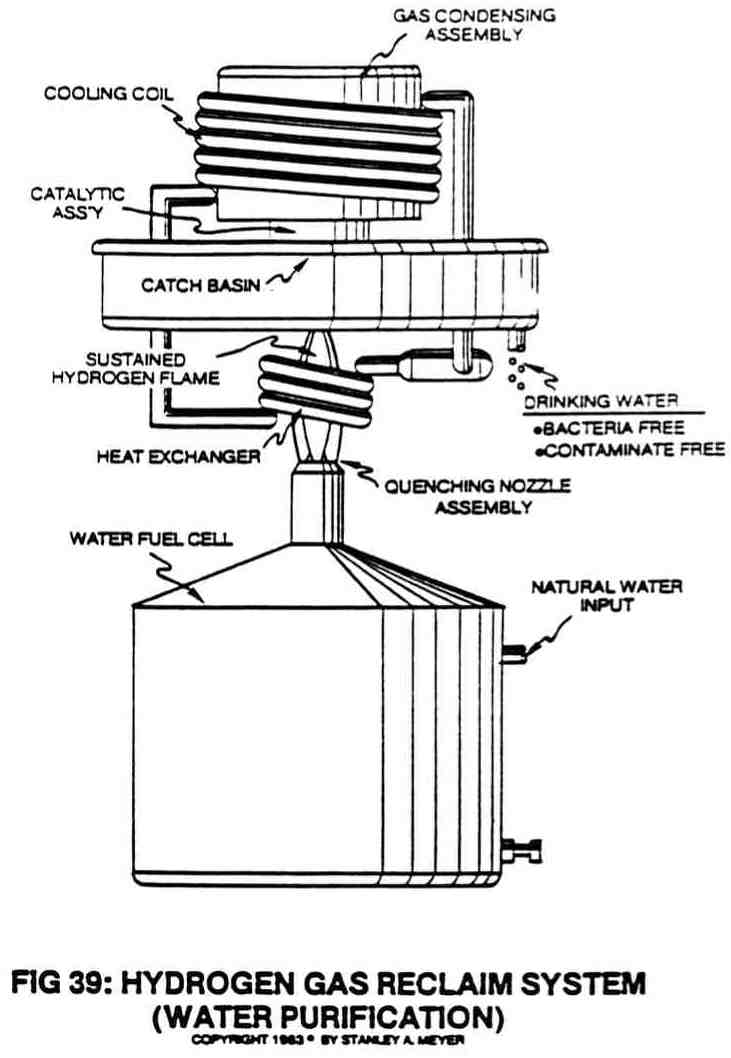 GAS CONDENSING
ASSEMBLY
COOLING COIL
CATALYTIC
ASS'Y
CATCH BASIN
SUSTAINED
HYDROGEN FLAME
DRINKING WATER
•BACTERIA FREE
•CONTAMINATE FREE
HEAT EXCHANGER
QUENCHING NOZZLE
ASSEMBLY
WATER FUEL CELL
NATURAL WATER
INPUT
FIG 39: HYDROGEN GAS RECLAIM SYSTEM
(WATER PURIFICATION)
COPYRIGHT 1983 © BY STANLEY A. MEYER